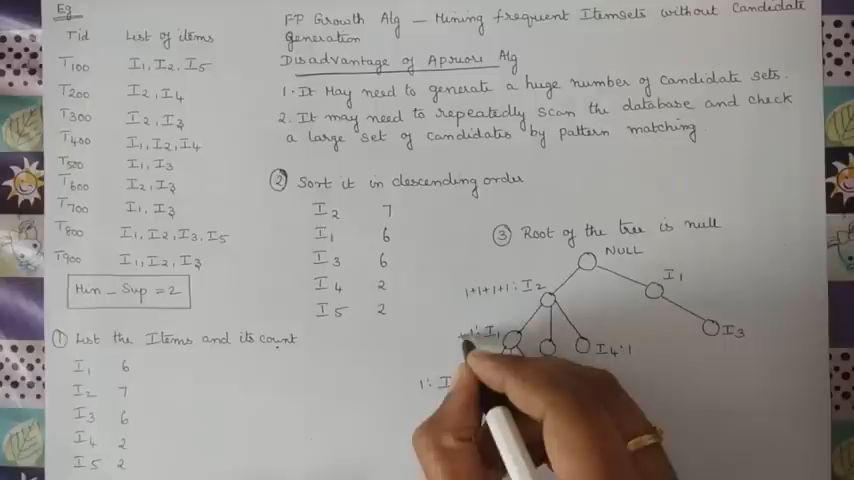 Eg
Tid List of items
T100 I1, I2, I5
T200 I2, I4
T300 I2, I3
T400 I1, I2, I4
T500 I1, I3
T600 I2, I3
T700 I1, I3
T800 I1, I2, I3, I5
T900 I1, I2, I3
Min_Sup = 2
1 List the Items and its count
I1 6
I2 7
I3 6
I4 2
I5 2
FP Growth Alg — Mining frequent Itemsets without Candidate
Generation
Disadvantage of Apriori Alg
1. It May need to generate a huge number of candidate sets.
2. It may need to repeatedly scan the database and check
a large set of candidates by pattern matching.
2 Sort it in descending order
I2 7
I1 6
I3 6
I4 2
I5 2
3 Root of the tree is null
NULL
1+1+1+1 : I2
I1
I1
I3
I4:1
1: I